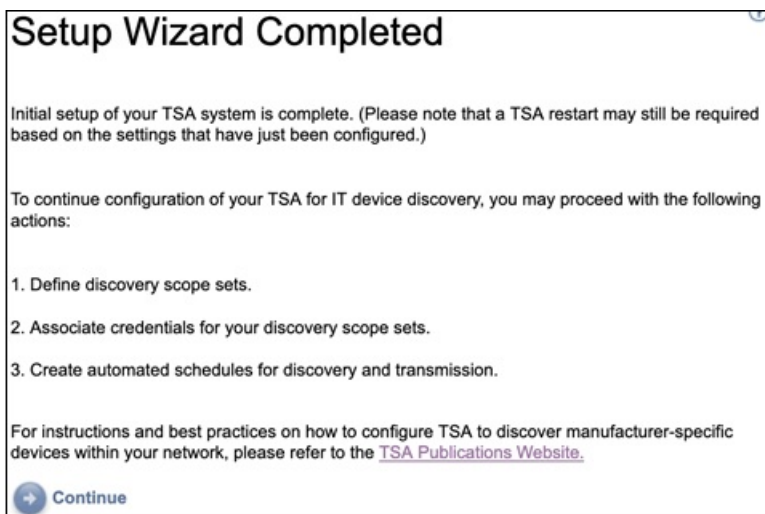 Setup Wizard Completed
Initial setup of your TSA system is complete. (Please note that a TSA restart may still be required
based on the settings that have just been configured.)
To continue configuration of your TSA for IT device discovery, you may proceed with the following
actions:
1. Define discovery scope sets.
2. Associate credentials for your discovery scope sets.
3. Create automated schedules for discovery and transmission.
For instructions and best practices on how to configure TSA to discover manufacturer-specific
devices within your network, please refer to the TSA Publications Website.
Continue